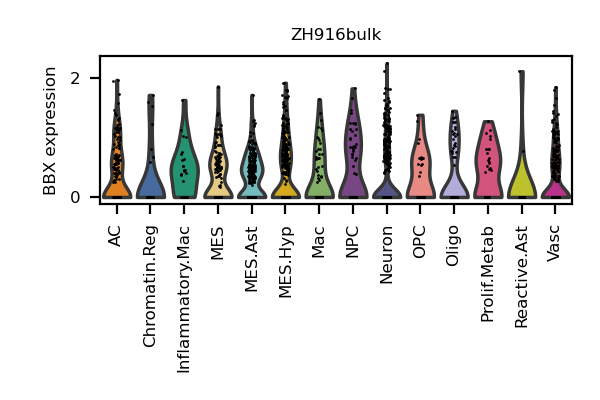 ZH916bulk
BBX expression
2
0
AC
Chromatin.Reg
Inflammatory.Mac
MES
MES.Ast
MES.Hyp
Mac
NPC
Neuron
OPC
Oligo
Prolif.Metab
Reactive.Ast
Vasc